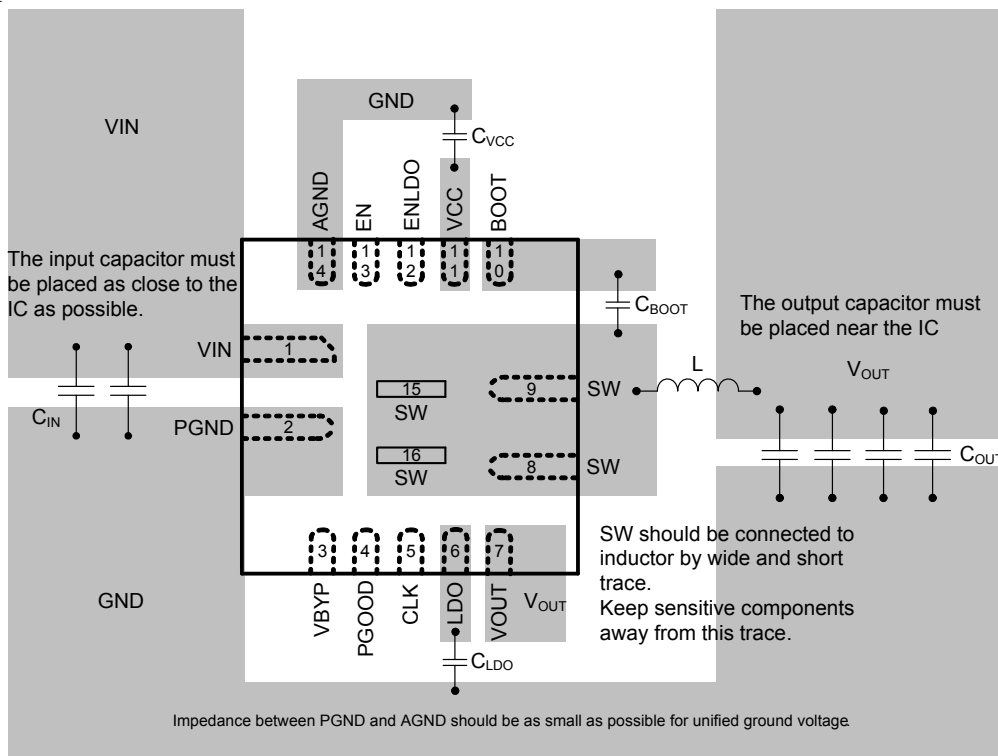 GND
VIN
C_VCC
AGND
EN
ENLDO
VCC
BOOT
14
13
12
11
10
The input capacitor must
be placed as close to the
IC as possible.
C_BOOT
The output capacitor must
be placed near the IC
VIN
1
L
V_OUT
15
SW
9
SW
C_IN
PGND
2
16
SW
8
SW
C_OUT
SW should be connected to
inductor by wide and short
trace.
Keep sensitive components
away from this trace.
3
4
5
6
7
GND
VBYP
PGOOD
CLK
LDO
VOUT
V_OUT
C_LDO
Impedance between PGND and AGND should be as small as possible for unified ground voltage.